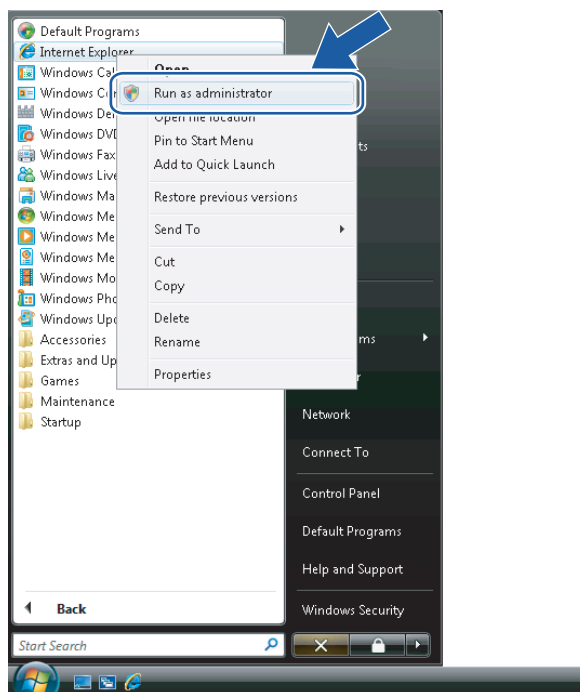 Default Programs
Internet Explorer
Windows Cal
Windows
Windows
Windows DVD
Windows Fax
Windows Live
Windows Ma
Windows Me
Windows Me
Windows Me
Windows Mo
Windows Pho
Windows Upd
Accessories
Extras and Up
Games
Maintenance
Startup
Back
Start Search
Open
Run as administrator
Open file location
Pin to Start Menu
Add to Quick Launch
Restore previous versions
Send To
Cut
Copy
Delete
Rename
Properties
ts
ms
r
Network
Connect To
Control Panel
Default Programs
Help and Support
Windows Security